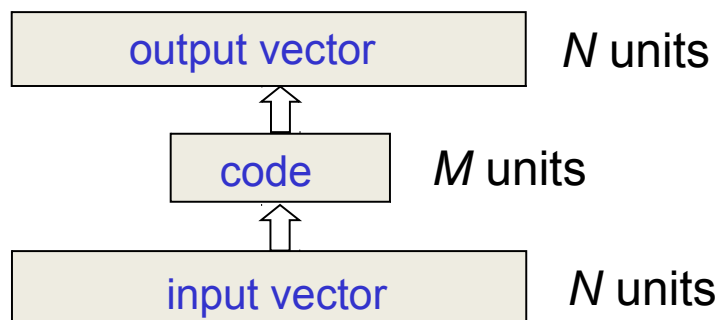 output vector N units
code M units
input vector N units